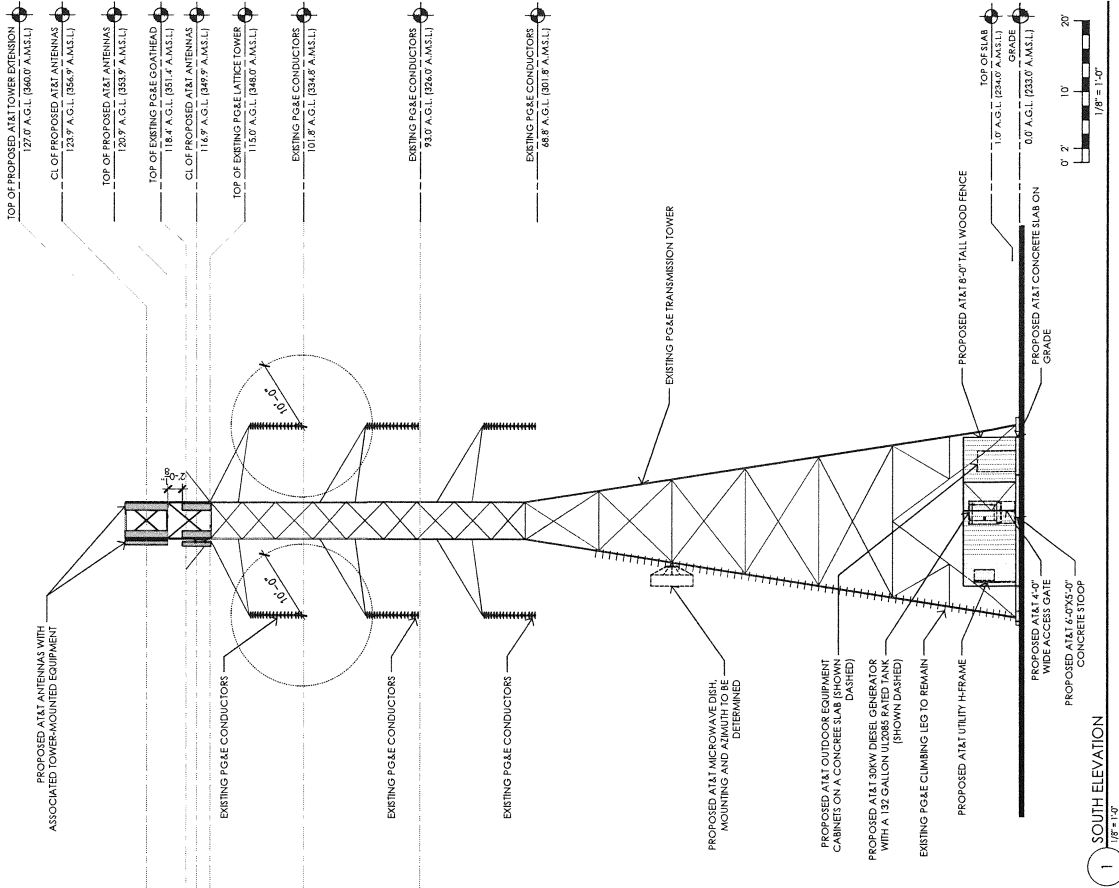 TOP OF PROPOSED AT&T TOWER EXTENSION
127.0' A.G.L. (360.0' A.M.S.L.)
CL OF PROPOSED AT&T ANTENNAS
123.9' A.G.L. (356.9' A.M.S.L.)
TOP OF PROPOSED AT&T ANTENNAS
120.9' A.G.L. (353.9' A.M.S.L.)
TOP OF EXISTING PG&E GOATHEAD
118.4' A.G.L. (351.4' A.M.S.L.)
CL OF PROPOSED AT&T ANTENNAS
116.9' A.G.L. (349.9' A.M.S.L.)
TOP OF EXISTING PG&E LATTICE TOWER
115.0' A.G.L. (348.0' A.M.S.L.)
EXISTING PG&E CONDUCTORS
101.8' A.G.L. (334.8' A.M.S.L.)
EXISTING PG&E CONDUCTORS
93.0' A.G.L. (326.0' A.M.S.L.)
EXISTING PG&E CONDUCTORS
68.8' A.G.L. (301.8' A.M.S.L.)
TOP OF SLAB
1.0' A.G.L. (234.0' A.M.S.L.)
GRADE
0.0' A.G.L. (233.0' A.M.S.L.)
0' 2' 10' 20'
1/8" = 1'-0"
PROPOSED AT&T ANTENNAS WITH
ASSOCIATED TOWER-MOUNTED EQUIPMENT
2'-0 5/8"
10'-0"
10'-0"
EXISTING PG&E CONDUCTORS
EXISTING PG&E CONDUCTORS
EXISTING PG&E CONDUCTORS
EXISTING PG&E TRANSMISSION TOWER
PROPOSED AT&T MICROWAVE DISH,
MOUNTING AND AZIMUTH TO BE
DETERMINED
PROPOSED AT&T OUTDOOR EQUIPMENT
CABINETS ON A CONCREE SLAB (SHOWN
DASHED)
PROPOSED AT&T 30KW DIESEL GENERATOR
WITH A 132 GALLON UL2085 RATED TANK
(SHOWN DASHED)
EXISTING PG&E CLIMBING LEG TO REMAIN
PROPOSED AT&T UTILITY H-FRAME
PROPOSED AT&T 8'-0" TALL WOOD FENCE
PROPOSED AT&T CONCRETE SLAB ON
GRADE
PROPOSED AT&T 4'-0"
WIDE ACCESS GATE
PROPOSED AT&T 6'-0"X5'-0"
CONCRETE STOOP
1 SOUTH ELEVATION
1/8" = 1'-0"